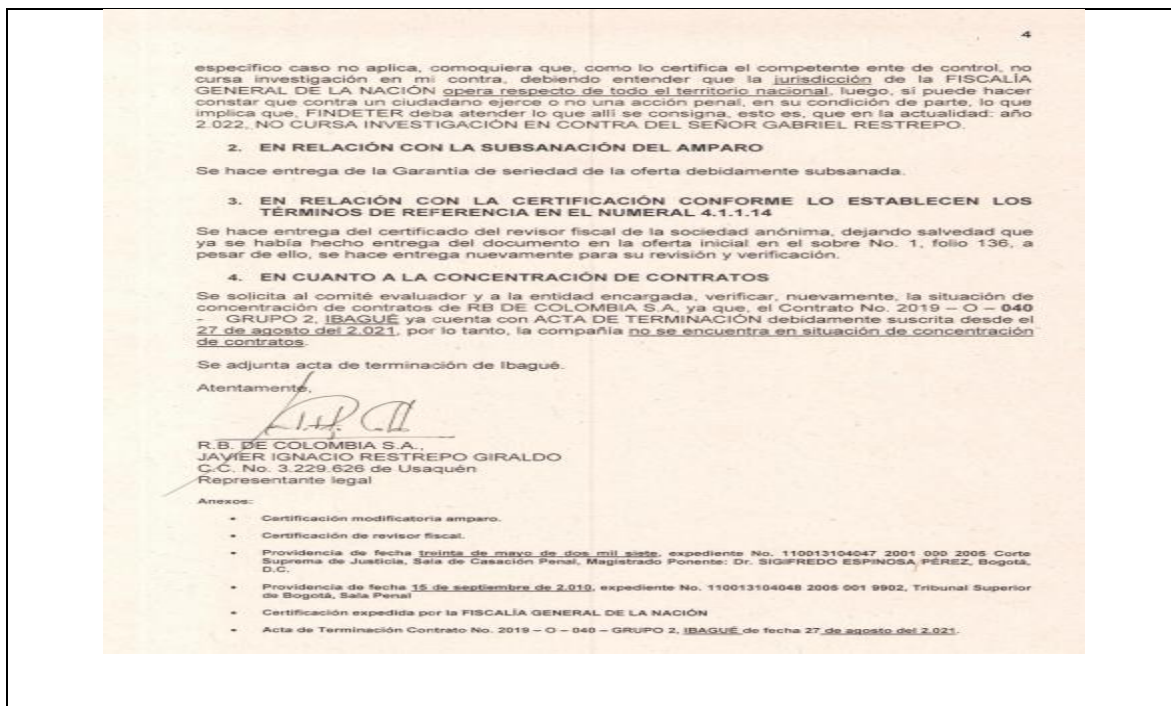 4
específico caso no aplica, comoquiera que, como lo certifica el competente ente de control, no
cursa investigación en mi contra, debiendo entender que la jurisdicción de la FISCALÍA
GENERAL DE LA NACIÓN opera respecto de todo el territorio nacional, luego, si puede hacer
constar que contra un ciudadano ejerce o no una acción penal, en su condición de parte, lo que
implica que, FINDETER deba atender lo que allí se consigna, esto es, que en la actualidad: año
2.022, NO CURSA INVESTIGACIÓN EN CONTRA DEL SEÑOR GABRIEL RESTREPO.
2. EN RELACIÓN CON LA SUBSANACIÓN DEL AMPARO
Se hace entrega de la Garantía de seriedad de la oferta debidamente subsanada.
3. EN RELACIÓN CON LA CERTIFICACIÓN CONFORME LO ESTABLECEN LOS
TÉRMINOS DE REFERENCIA EN EL NUMERAL 4.1.1.14
Se hace entrega del certificado del revisor fiscal de la sociedad anónima, dejando salvedad que
ya se había hecho entrega del documento en la oferta inicial en el sobre No. 1, folio 136, a
pesar de ello, se hace entrega nuevamente para su revisión y verificación.
4. EN CUANTO A LA CONCENTRACIÓN DE CONTRATOS
Se solicita al comité evaluador y a la entidad encargada, verificar, nuevamente, la situación de
concentración de contratos de RB DE COLOMBIA S.A, ya que, el Contrato No. 2019 – O – 040
- GRUPO 2, IBAGUÉ ya cuenta con ACTA DE TERMINACIÓN debidamente suscrita desde el
27 de agosto del 2.021, por lo tanto, la compañía no se encuentra en situación de concentración
de contratos.
Se adjunta acta de terminación de Ibagué.
Atentamente,
R.B. DE COLOMBIA S.A.,
JAVIER IGNACIO RESTREPO GIRALDO
C.C. No. 3.229.626 de Usaquén
Representante legal
Anexos:
• Certificación modificatoria amparo.
• Certificación de revisor fiscal.
• Providencia de fecha treinta de mayo de dos mil siete, expediente No. 110013104047 2001 000 2005 Corte
Suprema de Justicia, Sala de Casación Penal, Magistrado Ponente: Dr. SIGIFREDO ESPINOSA PÉREZ, Bogotá,
D.C.
• Providencia de fecha 15 de septiembre de 2.010, expediente No. 110013104048 2005 001 9902, Tribunal Superior
de Bogotá, Sala Penal
• Certificación expedida por la FISCALÍA GENERAL DE LA NACIÓN
• Acta de Terminación Contrato No. 2019 – O – 040 – GRUPO 2, IBAGUÉ de fecha 27 de agosto del 2.021.